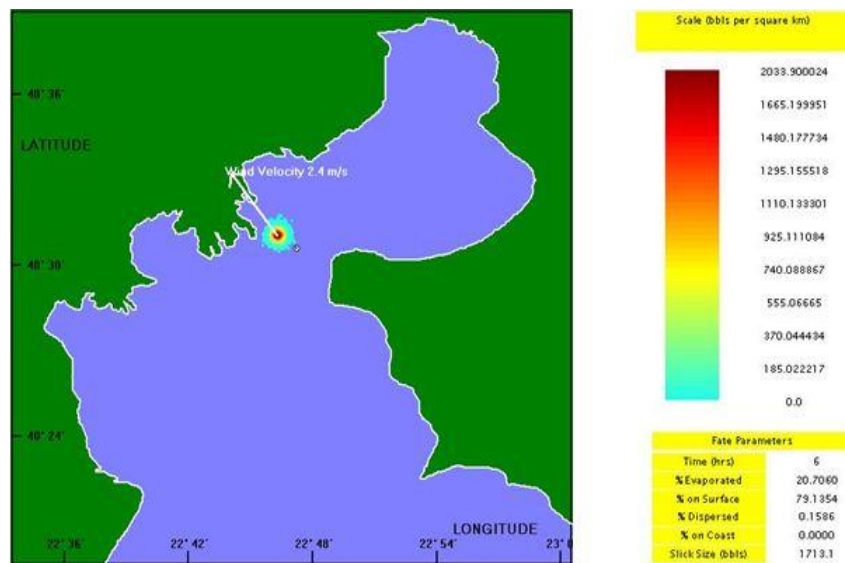 Scale (bbls per square km)
2033.900024
1665.199951
1480.177734
1295.155518
1110.133301
925.111084
740.088867
555.06665
370.044434
185.022217
0.0
40° 36'
LATITUDE
Wind Velocity 2.4 m/s
40° 30'
40° 24'
LONGITUDE
22° 36' 22° 42' 22° 48' 22° 54' 23° 0
Fate Parameters
Time (hrs) 6
% Evaporated 20.7060
% on Surface 79.1354
% Dispersed 0.1586
% on Coast 0.0000
Slick Size (bbls) 1713.1